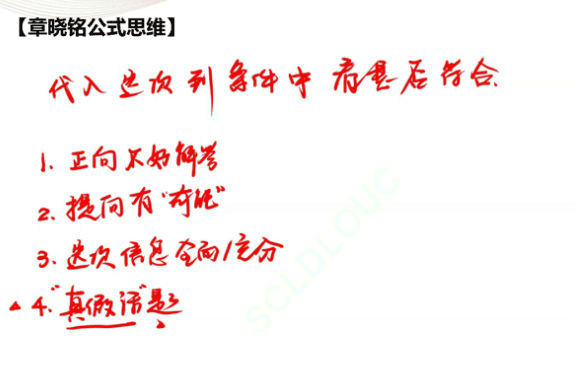 【章晓铭公式思维】
代入选项到条件中看是否符合
1. 正向不好解答
2. 提问有"可能"
3. 选项信息全面/充分
4."真假话"题
SCLDLOUC